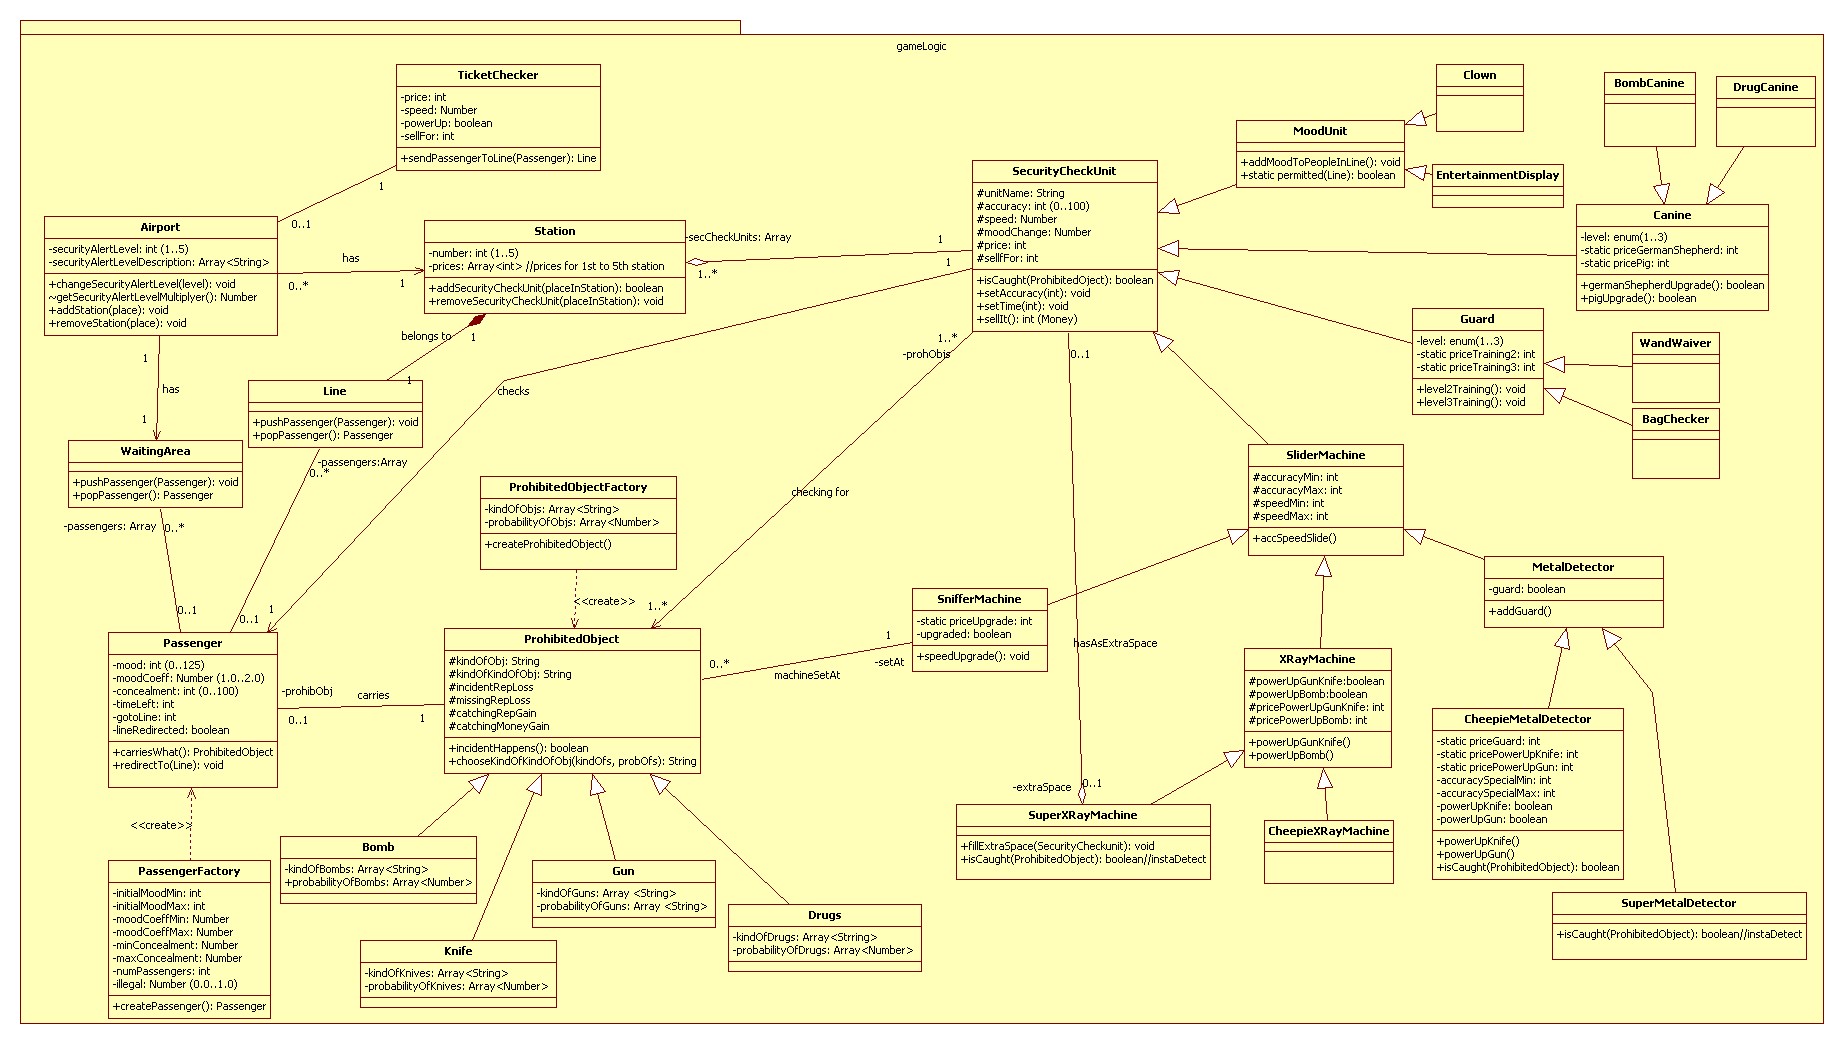 gameLogic
TicketChecker
-price: int
-speed: Number
-powerUp: boolean
-sellFor: int
+sendPassengerToLine(Passenger): Line
1
0..1
Airport
-securityAlertLevel: int (1..5)
-securityAlertLevelDescription: Array<String>
+changeSecurityAlertLevel(level): void
~getSecurityAlertLevelMultiplyer(): Number
+addStation(place): void
+removeStation(place): void
has
0..*
1
Station
-number: int (1..5)
-prices: Array<int> //prices for 1st to 5th station
+addSecurityCheckUnit(placeInStation): boolean
+removeSecurityCheckUnit(placeInStation): void
-secCheckUnits: Array
1
1..*
1
SecurityCheckUnit
#unitName: String
#accuracy: int (0..100)
#speed: Number
#moodChange: Number
#price: int
#sellfFor: int
+isCaught(ProhibitedOject): boolean
+setAccuracy(int): void
+setTime(int): void
+sellIt(): int (Money)
MoodUnit
+addMoodToPeopleInLine(): void
+static permitted(Line): boolean
Clown
EntertainmentDisplay
BombCanine
DrugCanine
Canine
-level: enum(1..3)
-static priceGermanShepherd: int
-static pricePig: int
+germanShepherdUpgrade(): boolean
+pigUpgrade(): boolean
Guard
-level: enum(1..3)
-static priceTraining2: int
-static priceTraining3: int
+level2Training(): void
+level3Training(): void
WandWaiver
BagChecker
belongs to
1
1
1
has
1
Line
+pushPassenger(Passenger): void
+popPassenger(): Passenger
-passengers:Array
0..*
0..1
checks
1
1..*
-prohObjs
checking for
1..*
0..1
hasAsExtraSpace
-extraSpace
0..1
WaitingArea
+pushPassenger(Passenger): void
+popPassenger(): Passenger
-passengers: Array
0..*
0..1
SliderMachine
#accuracyMin: int
#accuracyMax: int
#speedMin: int
#speedMax: int
+accSpeedSlide()
ProhibitedObjectFactory
-kindOfObjs: Array<String>
-probabilityOfObjs: Array<Number>
+createProhibitedObject()
<<create>>
SnifferMachine
-static priceUpgrade: int
-upgraded: boolean
+speedUpgrade(): void
MetalDetector
-guard: boolean
+addGuard()
Passenger
-mood: int (0..125)
-moodCoeff: Number (1.0..2.0)
-concealment: int (0..100)
-timeLeft: int
-gotoLine: int
-lineRedirected: boolean
+carriesWhat(): ProhibitedObject
+redirectTo(Line): void
-prohibObj
carries
0..1
1
ProhibitedObject
#kindOfObj: String
#kindOfKindOfObj: String
#incidentRepLoss
#missingRepLoss
#catchingRepGain
#catchingMoneyGain
+incidentHappens(): boolean
+chooseKindOfKindOfObj(kindOfs, probOfs): String
0..*
1
-setAt
machineSetAt
XRayMachine
#powerUpGunKnife:boolean
#powerUpBomb:boolean
#pricePowerUpGunKnife: int
#pricePowerUpBomb: int
+powerUpGunKnife()
+powerUpBomb()
CheepieMetalDetector
-static priceGuard: int
-static pricePowerUpKnife: int
-static pricePowerUpGun: int
-accuracySpecialMin: int
-accuracySpecialMax: int
-powerUpKnife: boolean
-powerUpGun: boolean
+powerUpKnife()
+powerUpGun()
+isCaught(ProhibitedObject): boolean
SuperXRayMachine
+fillExtraSpace(SecurityCheckunit): void
+isCaught(ProhibitedObject): boolean//instaDetect
CheepieXRayMachine
<<create>>
PassengerFactory
-initialMoodMin: int
-initialMoodMax: int
-moodCoeffMin: Number
-moodCoeffMax: Number
-minConcealment: Number
-maxConcealment: Number
-numPassengers: int
-illegal: Number (0.0..1.0)
+createPassenger(): Passenger
Bomb
-kindOfBombs: Array<String>
+probabilityOfBombs: Array<Number>
Gun
-kindOfGuns: Array <String>
-probabilityOfGuns: Array <String>
Knife
-kindOfKnives: Array<String>
-probabilityOfKnives: Array<Number>
Drugs
-kindOfDrugs: Array<Strring>
-probabilityOfDrugs: Array<Number>
SuperMetalDetector
+isCaught(ProhibitedObject): boolean//instaDetect